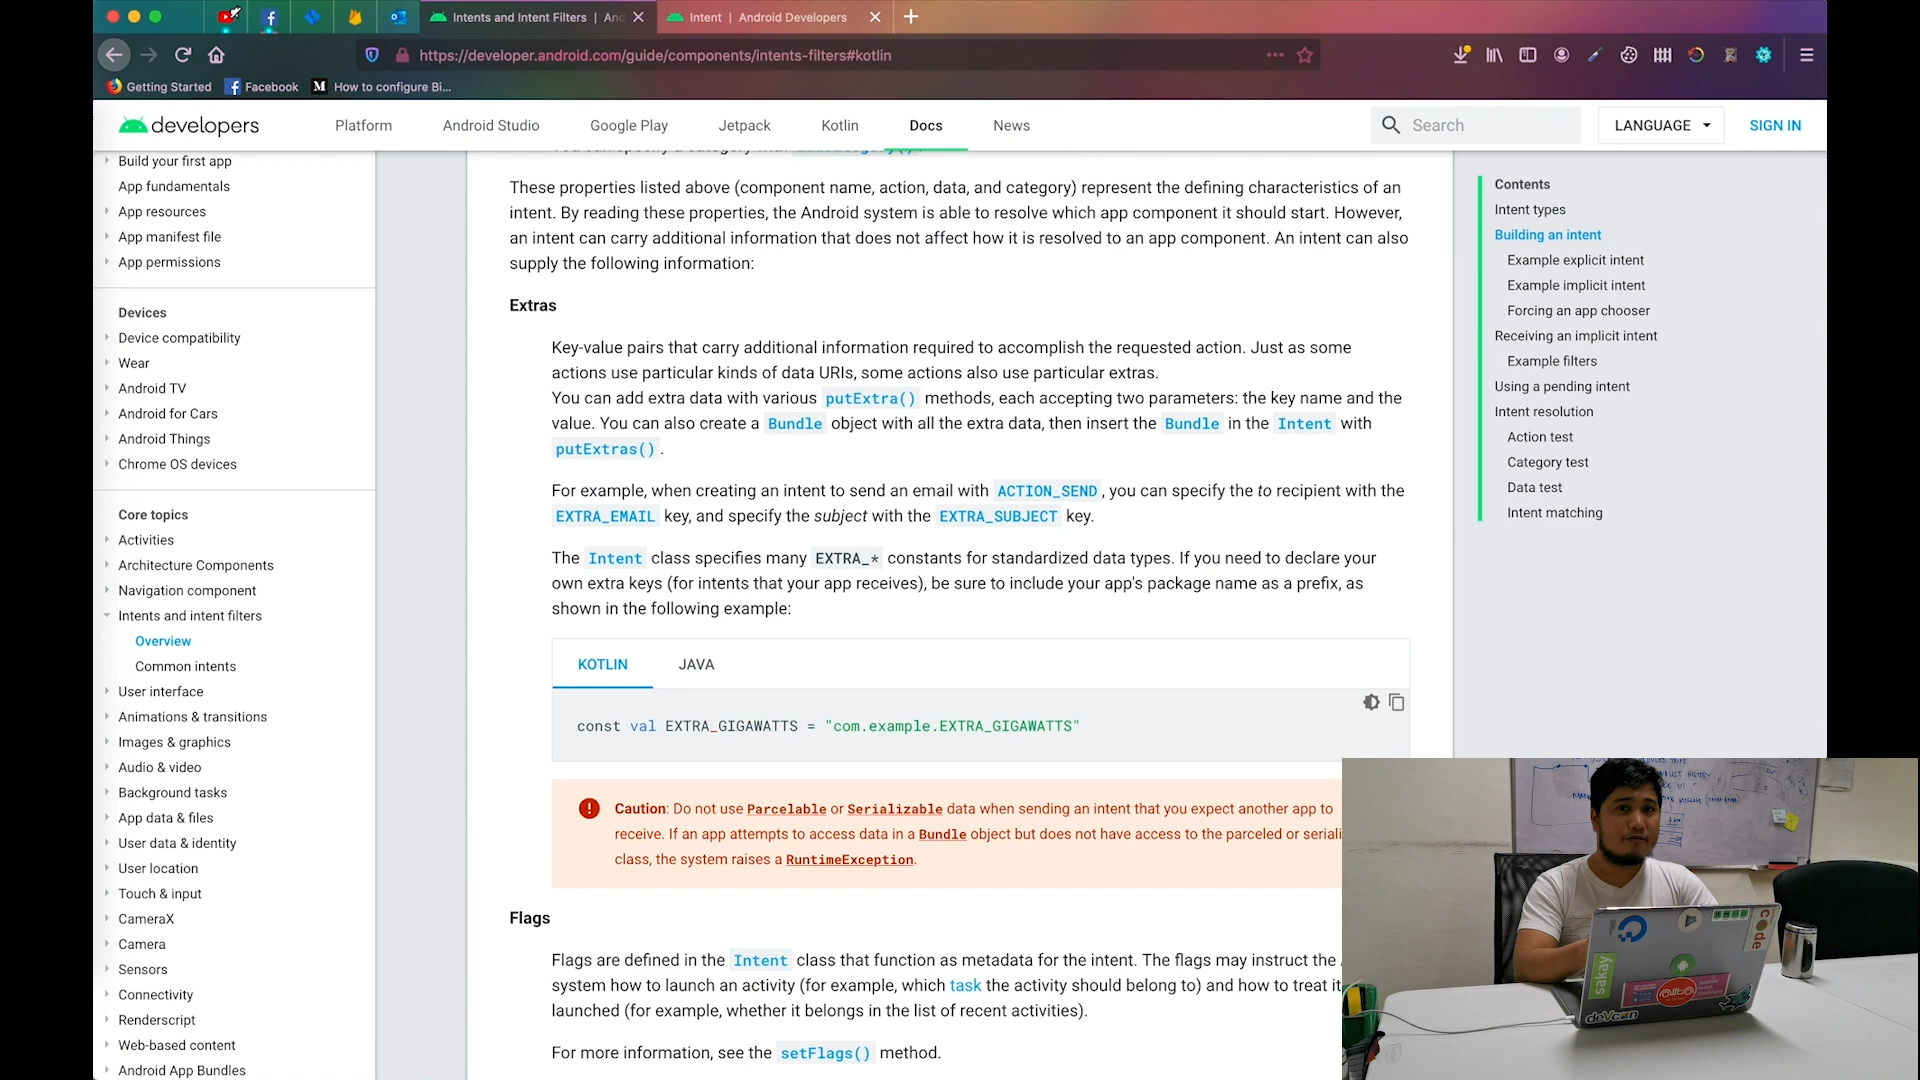 Intents and Intent Filters | And
Intent | Android Developers
https://developer.android.com/guide/components/intents-filters#kotlin
Getting Started
Facebook
M How to configure Bi...
developers
Platform
Android Studio
Google Play
Jetpack
Kotlin
Docs
News
Search
LANGUAGE
SIGN IN
Build your first app
App fundamentals
App resources
App manifest file
App permissions
Devices
Device compatibility
Wear
Android TV
Android for Cars
Android Things
Chrome OS devices
Core topics
Activities
Architecture Components
Navigation component
Intents and intent filters
Overview
Common intents
User interface
Animations & transitions
Images & graphics
Audio & video
Background tasks
App data & files
User data & identity
User location
Touch & input
CameraX
Camera
Sensors
Connectivity
Renderscript
Web-based content
Android App Bundles
These properties listed above (component name, action, data, and category) represent the defining characteristics of an
intent. By reading these properties, the Android system is able to resolve which app component it should start. However,
an intent can carry additional information that does not affect how it is resolved to an app component. An intent can also
supply the following information:
Extras
Key-value pairs that carry additional information required to accomplish the requested action. Just as some
actions use particular kinds of data URIs, some actions also use particular extras.
You can add extra data with various putExtra() methods, each accepting two parameters: the key name and the
value. You can also create a Bundle object with all the extra data, then insert the Bundle in the Intent with
putExtras().
For example, when creating an intent to send an email with ACTION_SEND, you can specify the to recipient with the
EXTRA_EMAIL key, and specify the subject with the EXTRA_SUBJECT key.
The Intent class specifies many EXTRA_* constants for standardized data types. If you need to declare your
own extra keys (for intents that your app receives), be sure to include your app's package name as a prefix, as
shown in the following example:
KOTLIN
JAVA
const val EXTRA_GIGAWATTS = "com.example.EXTRA_GIGAWATTS"
Caution: Do not use Parcelable or Serializable data when sending an intent that you expect another app to
receive. If an app attempts to access data in a Bundle object but does not have access to the parceled or seriali
class, the system raises a RuntimeException.
Flags
Flags are defined in the Intent class that function as metadata for the intent. The flags may instruct the
system how to launch an activity (for example, which task the activity should belong to) and how to treat it
launched (for example, whether it belongs in the list of recent activities).
For more information, see the setFlags() method.
Contents
Intent types
Building an intent
Example explicit intent
Example implicit intent
Forcing an app chooser
Receiving an implicit intent
Example filters
Using a pending intent
Intent resolution
Action test
Category test
Data test
Intent matching
sakay
devcon
code